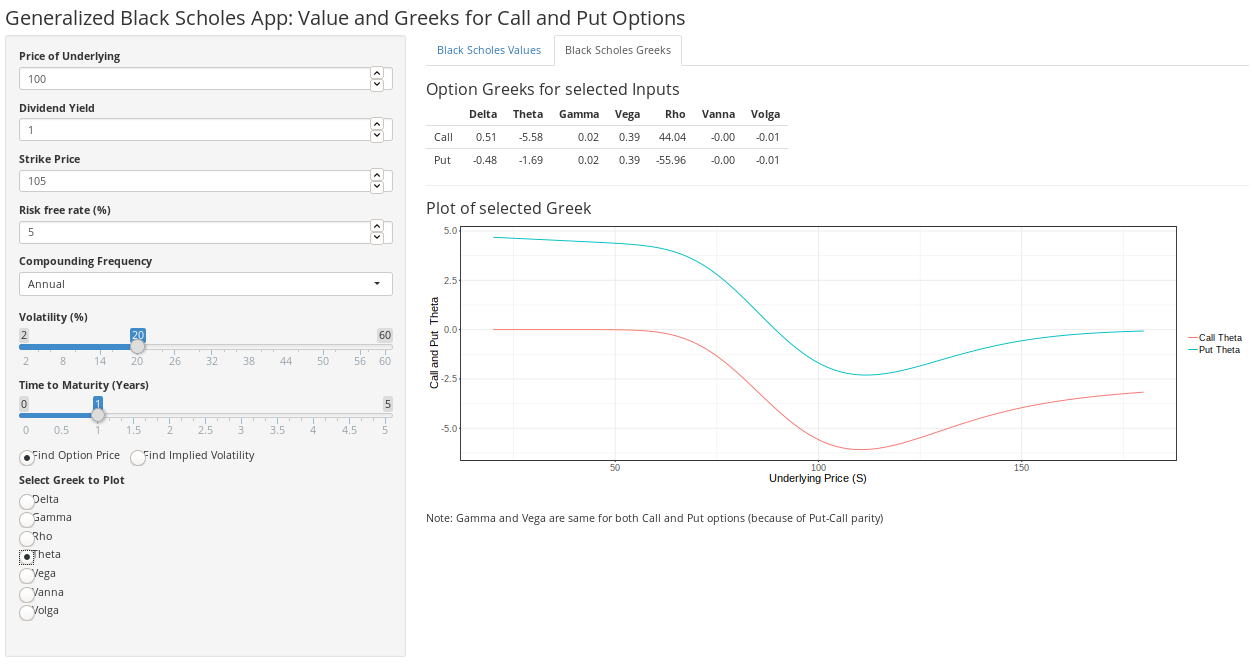 Generalized Black Scholes App: Value and Greeks for Call and Put Options
Price of Underlying
100
Dividend Yield
1
Strike Price
105
Risk free rate (%)
5
Compounding Frequency
Annual
Volatility (%)
2 20 60
2 8 14 20 26 32 38 44 50 56 60
Time to Maturity (Years)
0 1 5
0 0.5 1 1.5 2 2.5 3 3.5 4 4.5 5
Find Option Price Find Implied Volatility
Select Greek to Plot
Delta
Gamma
Rho
Theta
Vega
Vanna
Volga
Black Scholes Values Black Scholes Greeks
Option Greeks for selected Inputs
Delta Theta Gamma Vega Rho Vanna Volga
Call 0.51 -5.58 0.02 0.39 44.04 -0.00 -0.01
Put -0.48 -1.69 0.02 0.39 -55.96 -0.00 -0.01
Plot of selected Greek
Call and Put Theta
5.0
2.5
0.0
-2.5
-5.0
50 100 150
Underlying Price (S)
Call Theta
Put Theta
Note: Gamma and Vega are same for both Call and Put options (because of Put-Call parity)